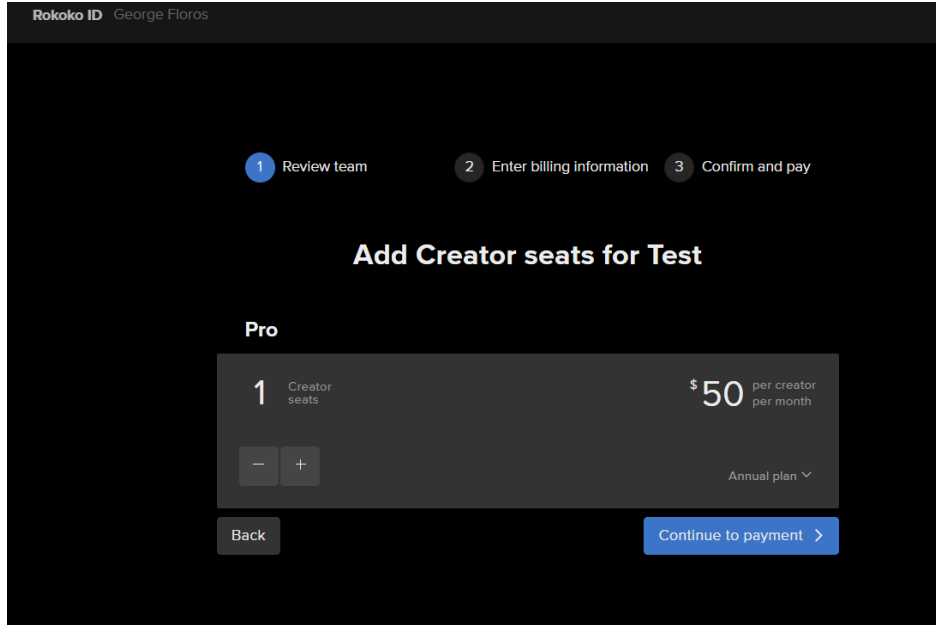 Rokoko ID George Floros
1 Review team 2 Enter billing information 3 Confirm and pay
Add Creator seats for Test
Pro
1 Creator seats
$50 per creator per month
− +
Annual plan
Back Continue to payment